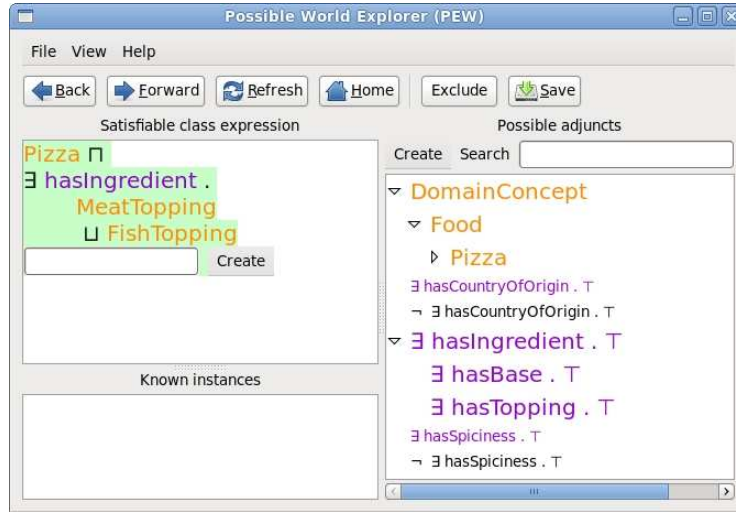 Possible World Explorer (PEW)
File View Help
Back Forward Refresh Home Exclude Save
Satisfiable class expression
Pizza ⊓
∃ hasIngredient .
MeatTopping
⊔ FishTopping
Create
Known instances
Possible adjuncts
Create Search
DomainConcept
Food
Pizza
∃ hasCountryOfOrigin . ⊤
¬ ∃ hasCountryOfOrigin . ⊤
∃ hasIngredient . ⊤
∃ hasBase . ⊤
∃ hasTopping . ⊤
∃ hasSpiciness . ⊤
¬ ∃ hasSpiciness . ⊤